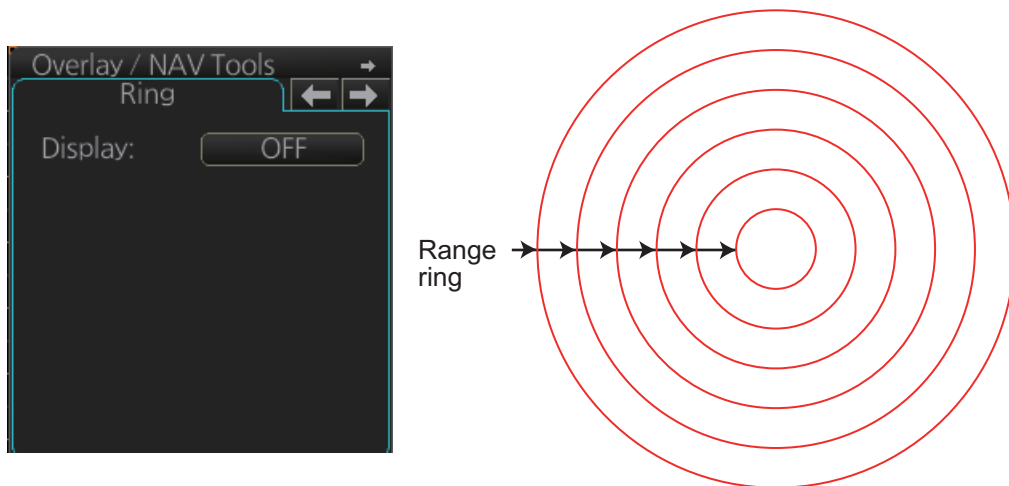 Overlay / NAV Tools
Ring
Display:
OFF
Range
ring